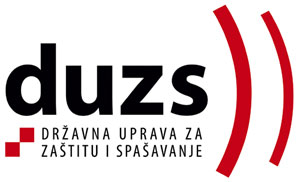 duzs
DRŽAVNA UPRAVA ZA
ZAŠTITU I SPAŠAVANJE